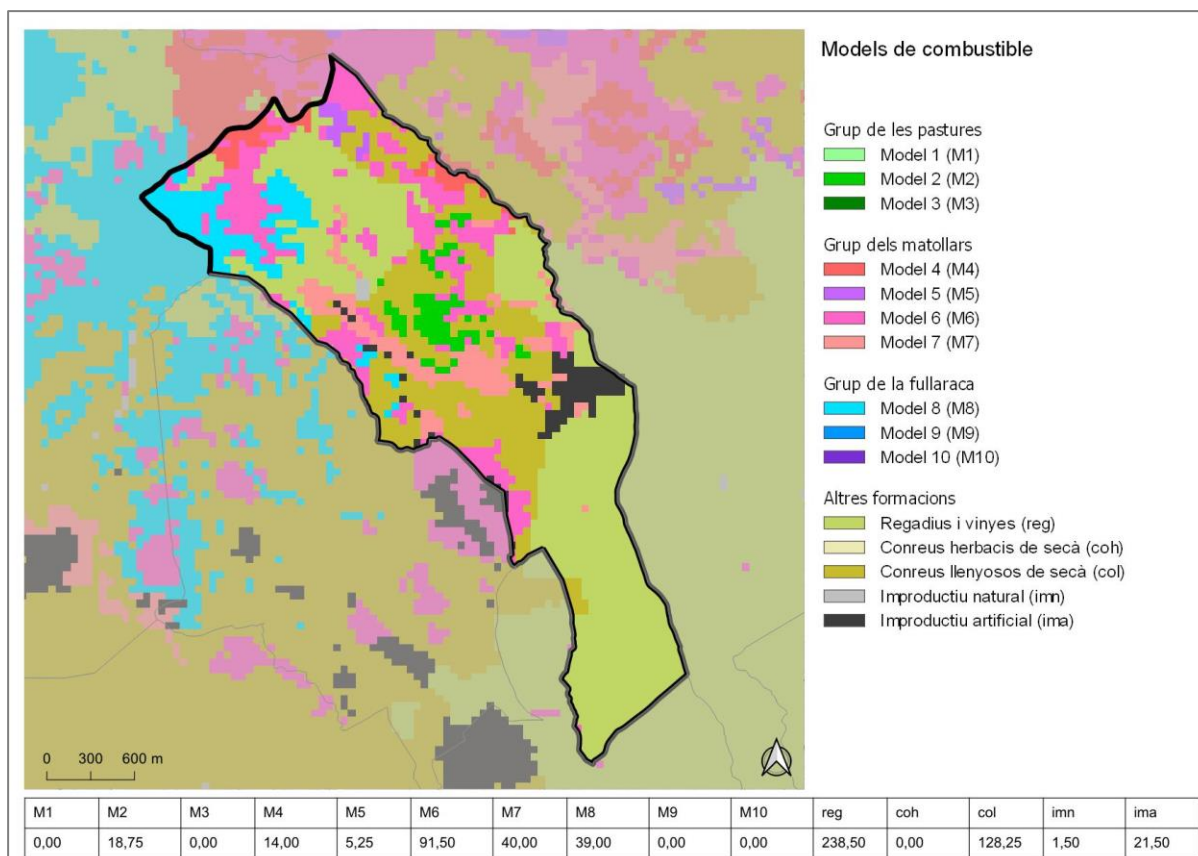 Models de combustible
Grup de les pastures
Model 1 (M1)
Model 2 (M2)
Model 3 (M3)
Grup dels matollars
Model 4 (M4)
Model 5 (M5)
Model 6 (M6)
Model 7 (M7)
Grup de la fullaraca
Model 8 (M8)
Model 9 (M9)
Model 10 (M10)
Altres formacions
Regadius i vinyes (reg)
Conreus herbacis de secà (coh)
Conreus llenyosos de secà (col)
Improductiu natural (imn)
Improductiu artificial (ima)
0 300 600 m
M1 M2 M3 M4 M5 M6 M7 M8 M9 M10 reg coh col imn ima
0,00 18,75 0,00 14,00 5,25 91,50 40,00 39,00 0,00 0,00 238,50 0,00 128,25 1,50 21,50